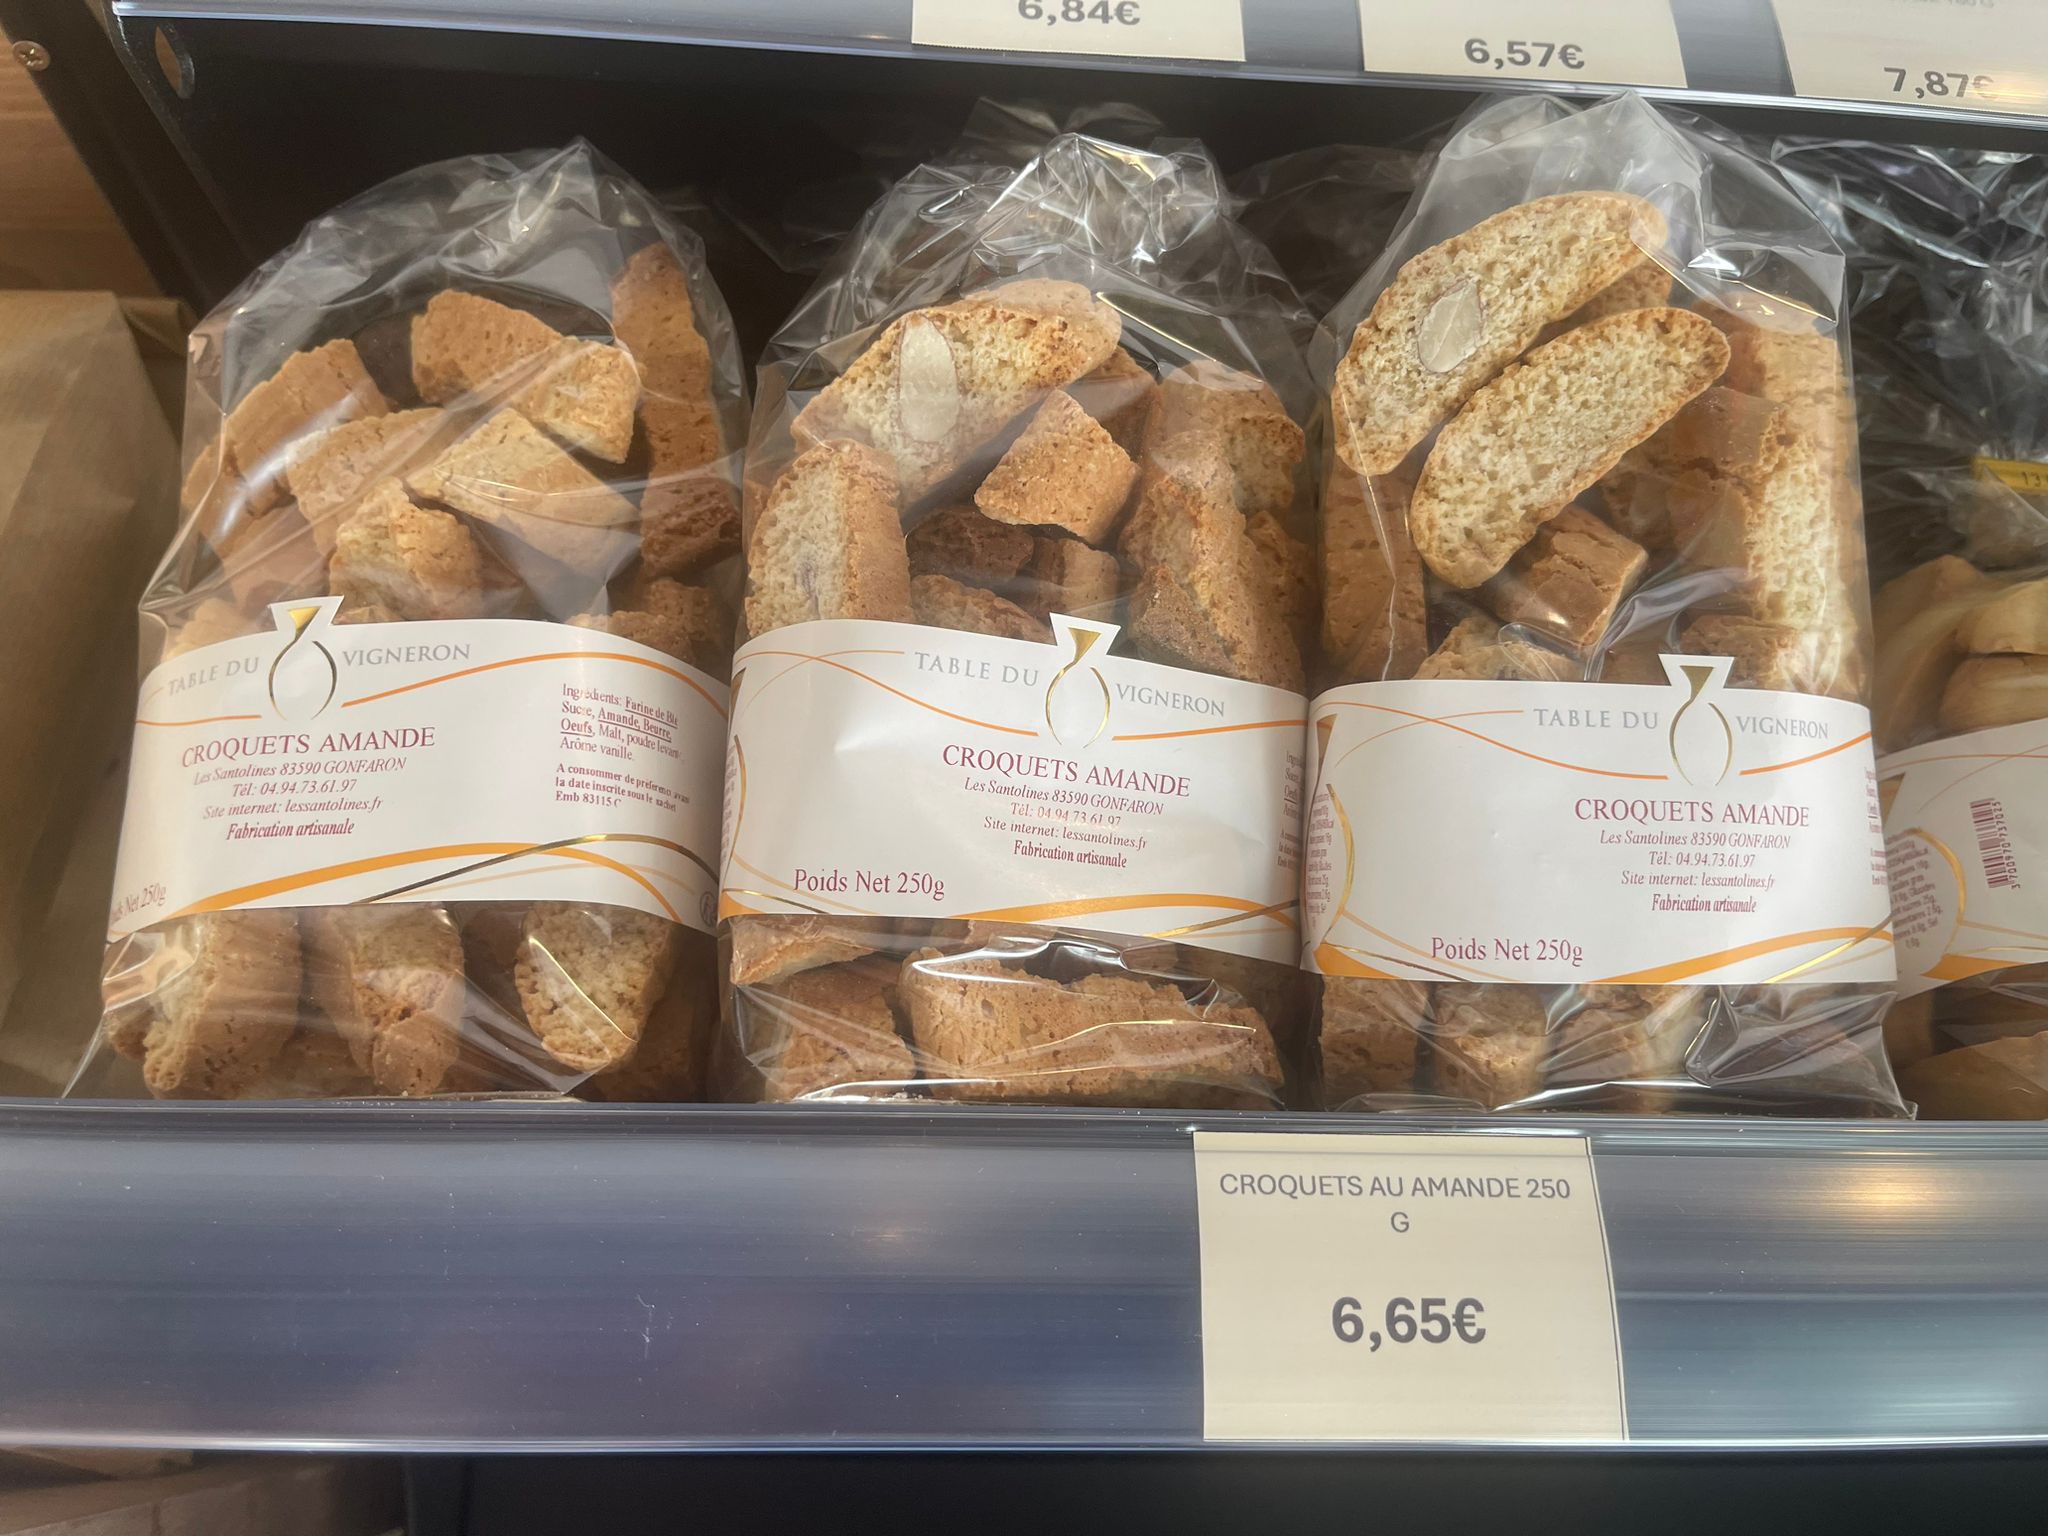 6,84€
6,57€
7,87€
TABLE DU VIGNERON
CROQUETS AMANDE
Les Santolines 83590 GONFARON
Tél: 04.94.73.61.97
Site internet: lessantolines.fr
Fabrication artisanale
Net 250g
Ingrédients: Farine de Blé
Sucre, Amande, Beurre,
Oeufs, Malt, poudre levant
Arôme vanille.
A consommer de préférence avant
la date inscrite sous le sachet
Emb 83115 C
TABLE DU VIGNERON
CROQUETS AMANDE
Les Santolines 83590 GONFARON
Tél: 04.94.73.61.97
Site internet: lessantolines.fr
Fabrication artisanale
Poids Net 250g
TABLE DU VIGNERON
CROQUETS AMANDE
Les Santolines 83590 GONFARON
Tél: 04.94.73.61.97
Site internet: lessantolines.fr
Fabrication artisanale
Poids Net 250g
3700970737025
CROQUETS AU AMANDE 250
G
6,65€